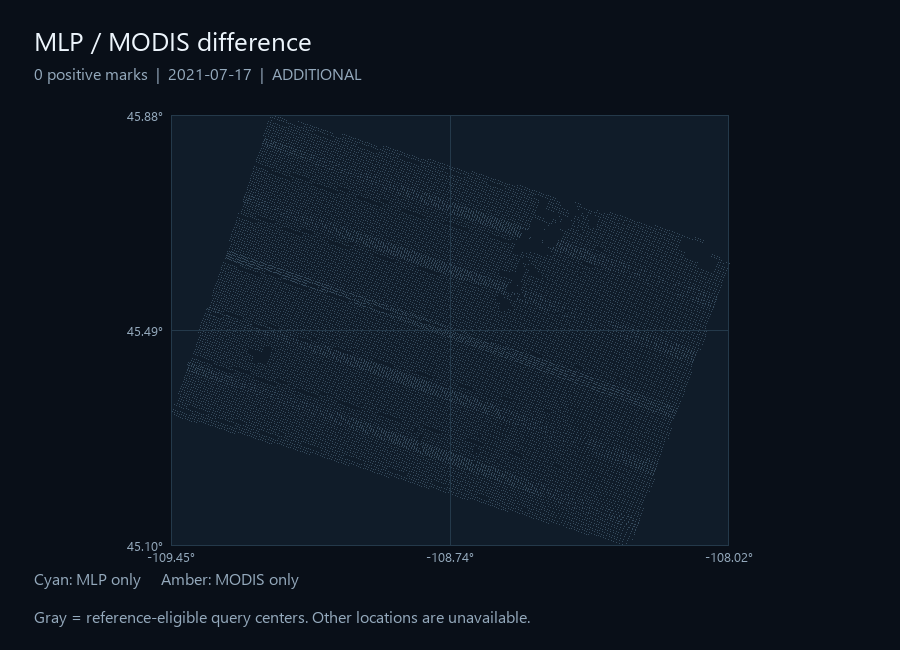 MLP / MODIS difference
0 positive marks | 2021-07-17 | ADDITIONAL
45.88°
45.49°
45.10°
-109.45° -108.74° -108.02°
Cyan: MLP only Amber: MODIS only
Gray = reference-eligible query centers. Other locations are unavailable.